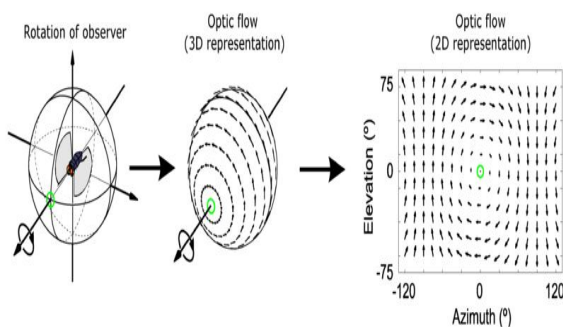 Rotation of observer
Optic flow
(3D representation)
Optic flow
(2D representation)
75
0
-75
Elevation (º)
-120
0
120
Azimuth (º)